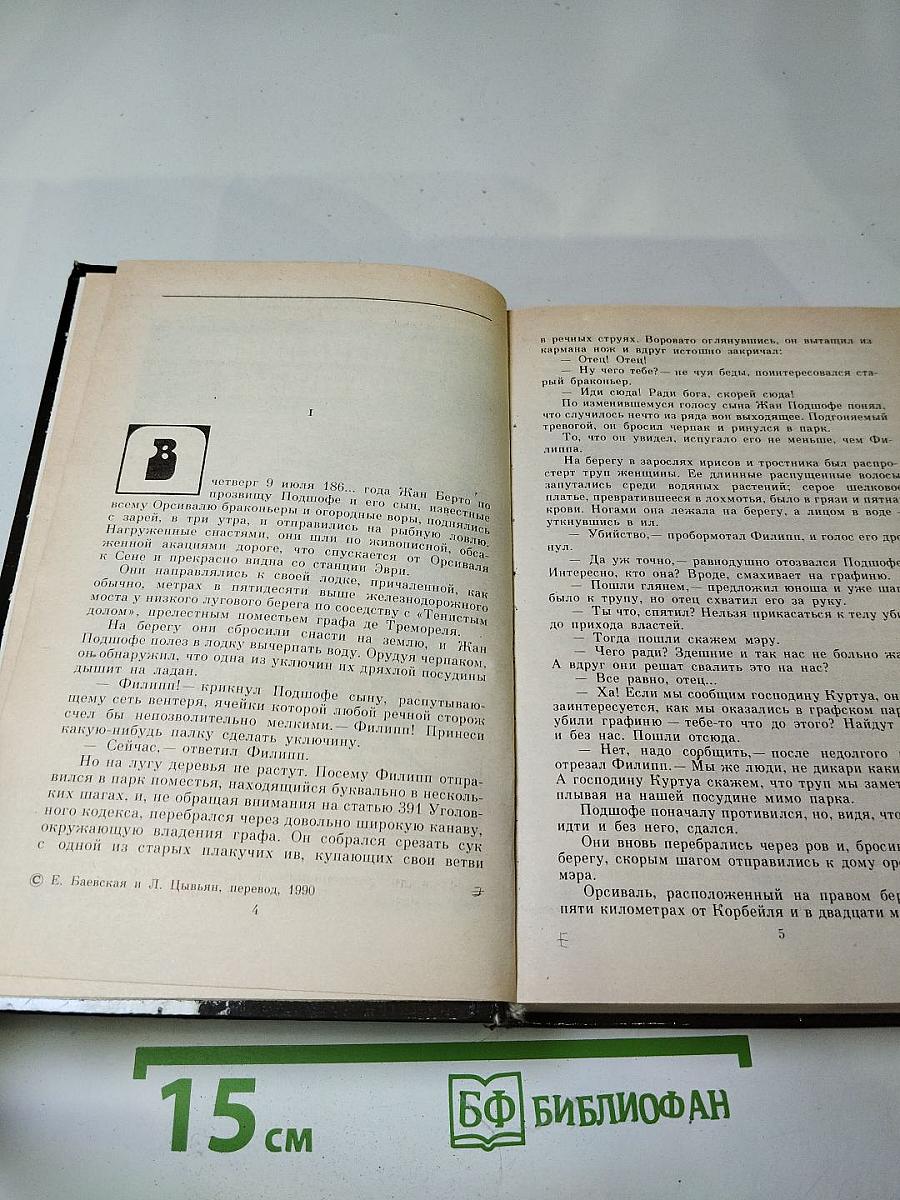 I
В четверг 9 июля 186... года Жан Берто по
прозвищу Подшофе и его сын, известные
всему Орсивалю браконьеры и огородные воры, поднялись
с зарей, в три утра, и отправились на рыбную ловлю.
Нагруженные снастями, они шли по живописной, обса-
женной акациями дороге, что спускается от Орсиваля
к Сене и прекрасно видна со станции Эври.
Они направлялись к своей лодке, причаленной, как
обычно, метрах в пятидесяти выше железнодорожного
моста у низкого лугового берега по соседству с «Тенистым
долом», прелестным поместьем графа де Тремореля.
На берегу они сбросили снасти на землю, и Жан
Подшофе полез в лодку вычерпать воду. Орудуя черпаком,
он обнаружил, что одна из уключин их дряхлой посудины
дышит на ладан.
— Филипп! — крикнул Подшофе сыну, распутываю-
щему сеть вентеря, ячейки которой любой речной сторож
счел бы непозволительно мелкими. — Филипп! Принеси
какую-нибудь палку сделать уключину.
— Сейчас, — ответил Филипп.
Но на лугу деревья не растут. Посему Филипп отпра-
вился в парк поместья, находящийся буквально в несколь-
ких шагах, и, не обращая внимания на статью 391 Уголов-
ного кодекса, перебрался через довольно широкую канаву,
окружающую владения графа. Он собрался срезать сук
с одной из старых плакучих ив, купающих свои ветви
© Е. Баевская и Л. Цывьян, перевод, 1990
4
в речных струях. Воровато оглянувшись, он вытащил из
кармана нож и вдруг истошно закричал:
— Отец! Отец!
— Ну чего тебе? — не чуя беды, поинтересовался ста-
рый браконьер.
— Иди сюда! Ради бога, скорей сюда!
По изменившемуся голосу сына Жан Подшофе понял,
что случилось нечто из ряда вон выходящее. Подгоняемый
тревогой, он бросил черпак и ринулся в парк.
То, что он увидел, испугало его не меньше, чем Фи-
липпа.
На берегу в зарослях ирисов и тростника был распро-
стерт труп женщины. Ее длинные распущенные волосы
запутались среди водяных растений; серое шелковое
платье, превратившееся в лохмотья, было в грязи и пятна
крови. Ногами она лежала на берегу, а лицом в воде
уткнувшись в ил.
— Убийство, — пробормотал Филипп, и голос его дро
нул.
— Да уж точно, — равнодушно отозвался Подшофе
Интересно, кто она? Вроде, смахивает на графиню.
— Пошли глянем, — предложил юноша и уже шаг
было к трупу, но отец схватил его за руку.
— Ты что, спятил? Нельзя прикасаться к телу уби
до прихода властей.
— Тогда пошли скажем мэру.
— Чего ради? Здешние и так нас не больно жа
А вдруг они решат свалить это на нас?
— Все равно, отец...
— Ха! Если мы сообщим господину Куртуа, он
заинтересуется, как мы оказались в графском пар
убили графиню — тебе-то что до этого? Найдут
и без нас. Пошли отсюда.
— Нет, надо сообщить, — после недолгого
отрезал Филипп. — Мы же люди, не дикари каки
А господину Куртуа скажем, что труп мы замет
плывая на нашей посудине мимо парка.
Подшофе поначалу противился, но, видя, что
идти и без него, сдался.
Они вновь перебрались через ров и, броси
берегу, скорым шагом отправились к дому ор
мэра.
Орсиваль, расположенный на правом бер
пяти километрах от Корбейля и в двадцати м
5
15 см
БФ БИБЛИОФАН